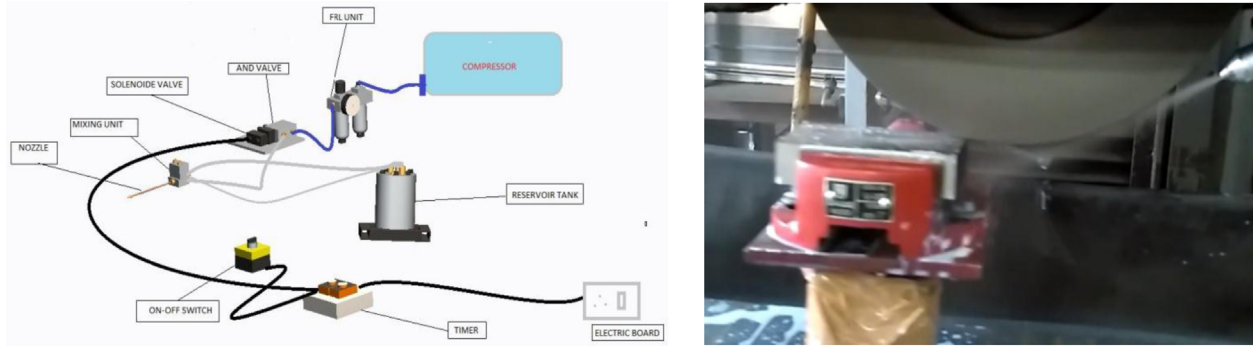 FRL UNIT
COMPRESSOR
AND VALVE
SOLENOIDE VALVE
MIXING UNIT
NOZZLE
RESERVOIR TANK
ON-OFF SWITCH
TIMER
ELECTRIC BOARD